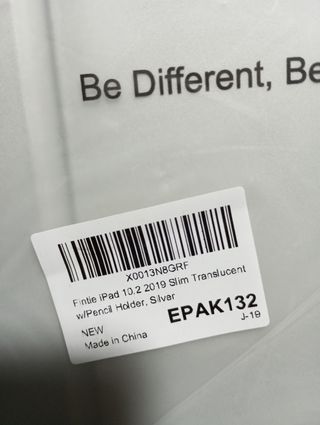 Be Different, Be
X0013N8GRF
Fintie iPad 10.2 2019 Slim Translucent
w/Pencil Holder, Silver
NEW
EPAK132
Made in China
J-19